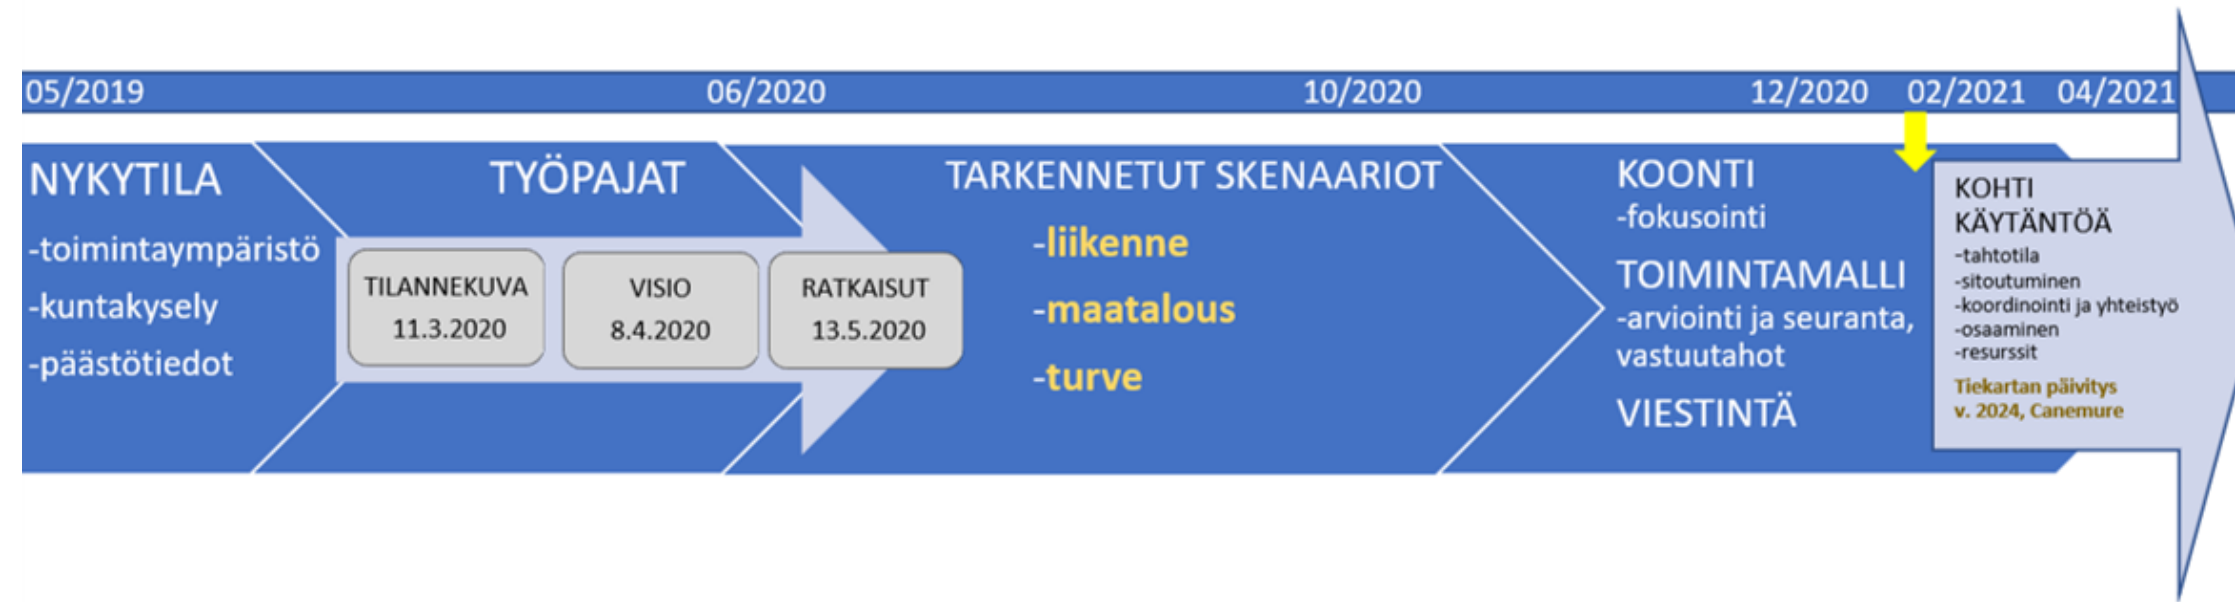 05/2019 06/2020 10/2020 12/2020 02/2021 04/2021
NYKYTILA
-toimintaympäristö
-kuntakysely
-päästötiedot
TYÖPAJAT
TILANNEKUVA
11.3.2020
VISIO
8.4.2020
RATKAISUT
13.5.2020
TARKENNETUT SKENAARIOT
-liikenne
-maatalous
-turve
KOONTI
-fokusointi
TOIMINTAMALLI
-arviointi ja seuranta,
vastuutahot
VIESTINTÄ
KOHTI
KÄYTÄNTÖÄ
-tahtotila
-sitoutuminen
-koordinointi ja yhteistyö
-osaaminen
-resurssit
Tiekartan päivitys
v. 2024, Canemure